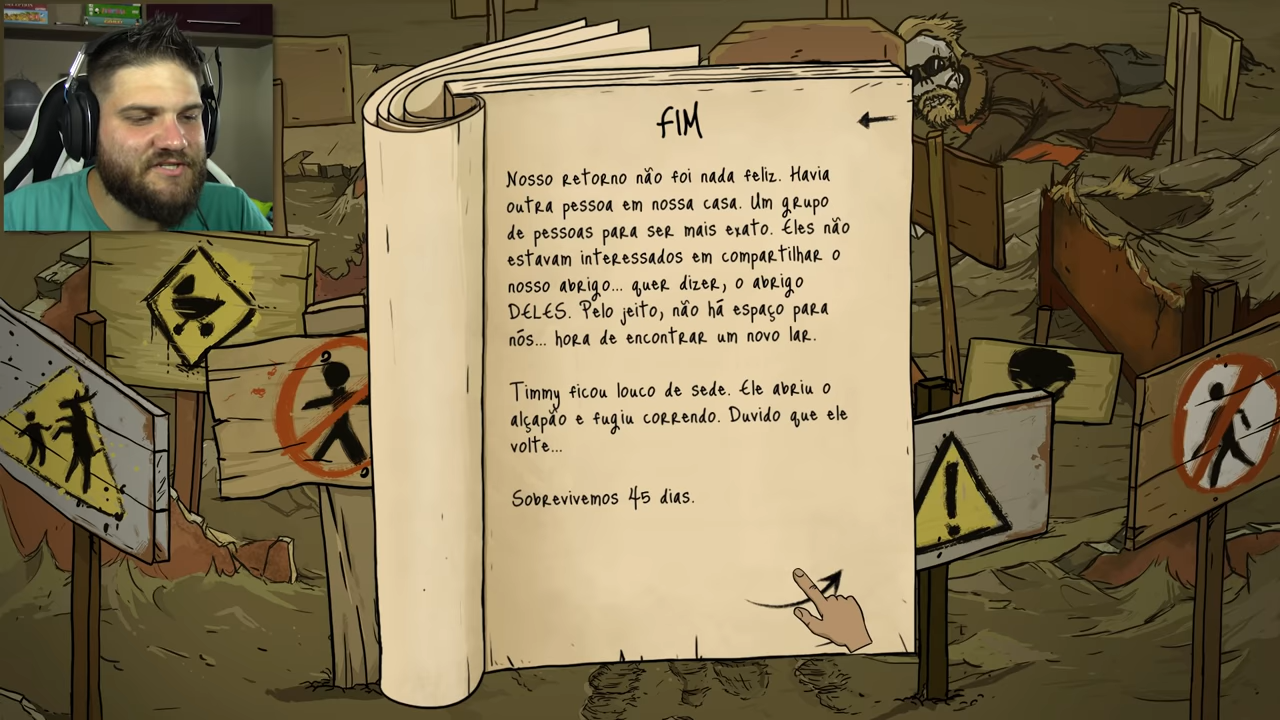 FIM
Nosso retorno não foi nada feliz. Havia
outra pessoa em nossa casa. Um grupo
de pessoas para ser mais exato. Eles não
estavam interessados em compartilhar o
nosso abrigo... quer dizer, o abrigo
DELES. Pelo jeito, não há espaço para
nós... hora de encontrar um novo lar.
Timmy ficou louco de sede. Ele abriu o
alçapão e fugiu correndo. Duvido que ele
volte...
Sobrevivemos 45 dias.